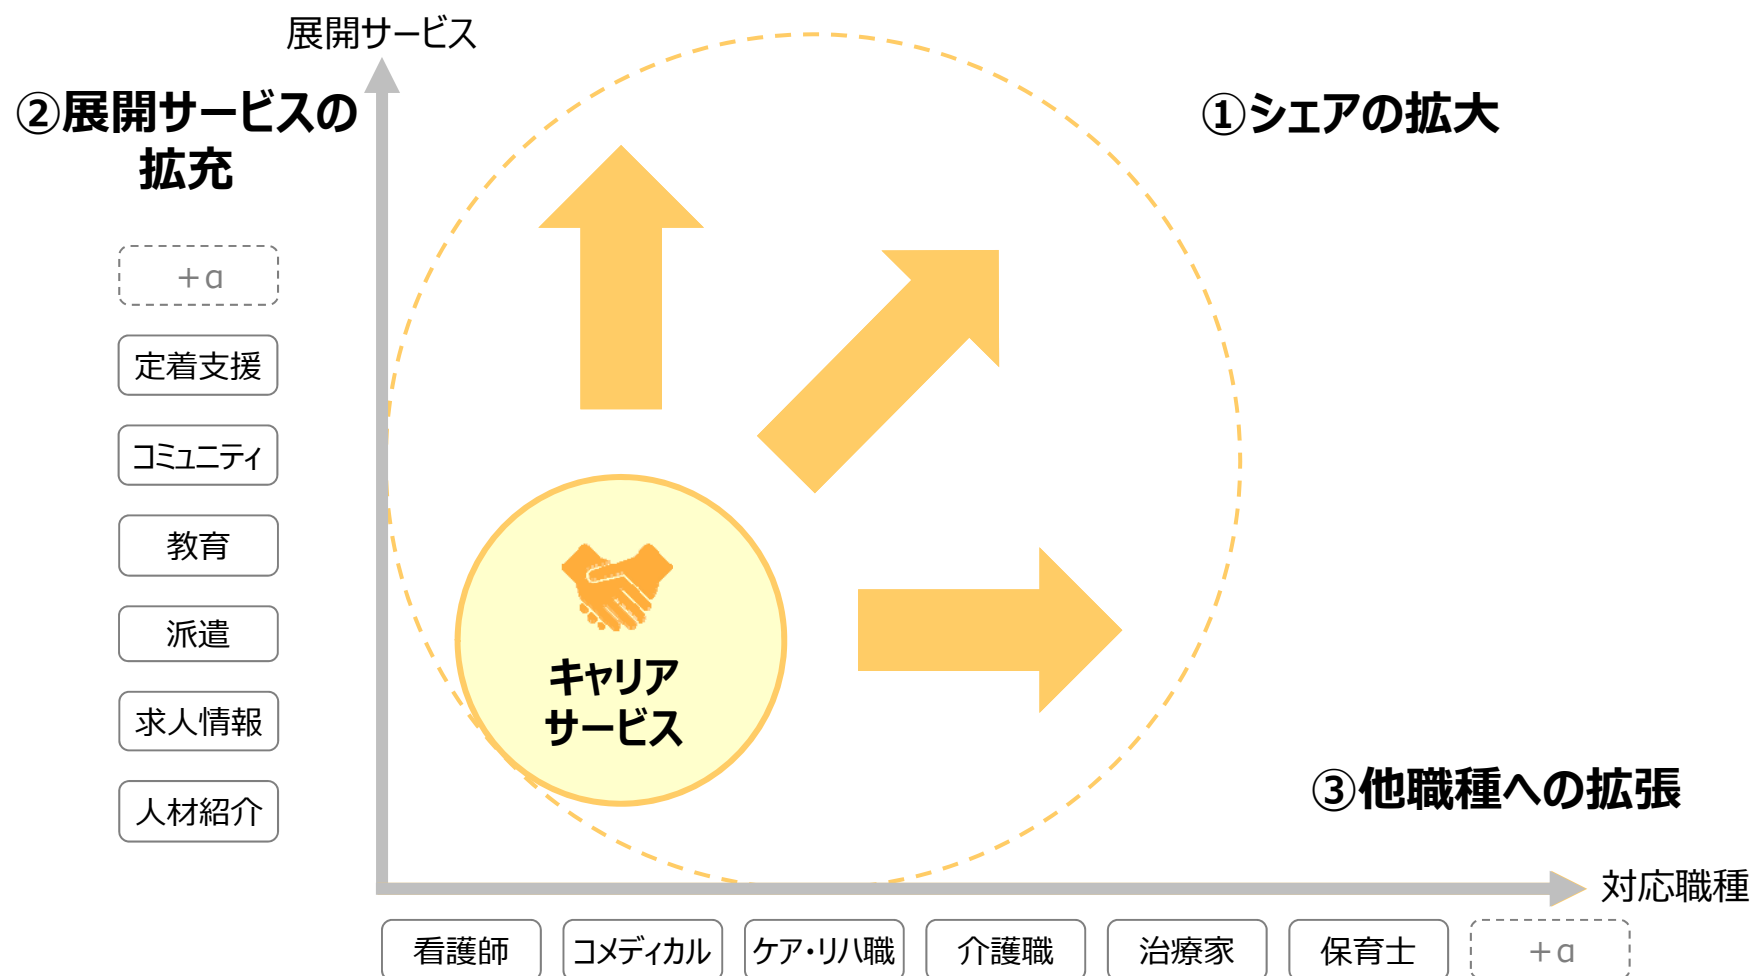 展開サービス
②展開サービスの
拡充
①シェアの拡大
+α
定着支援
コミュニティ
教育
派遣
求人情報
人材紹介
キャリア
サービス
③他職種への拡張
対応職種
看護師
コメディカル
ケア・リハ職
介護職
治療家
保育士
+α